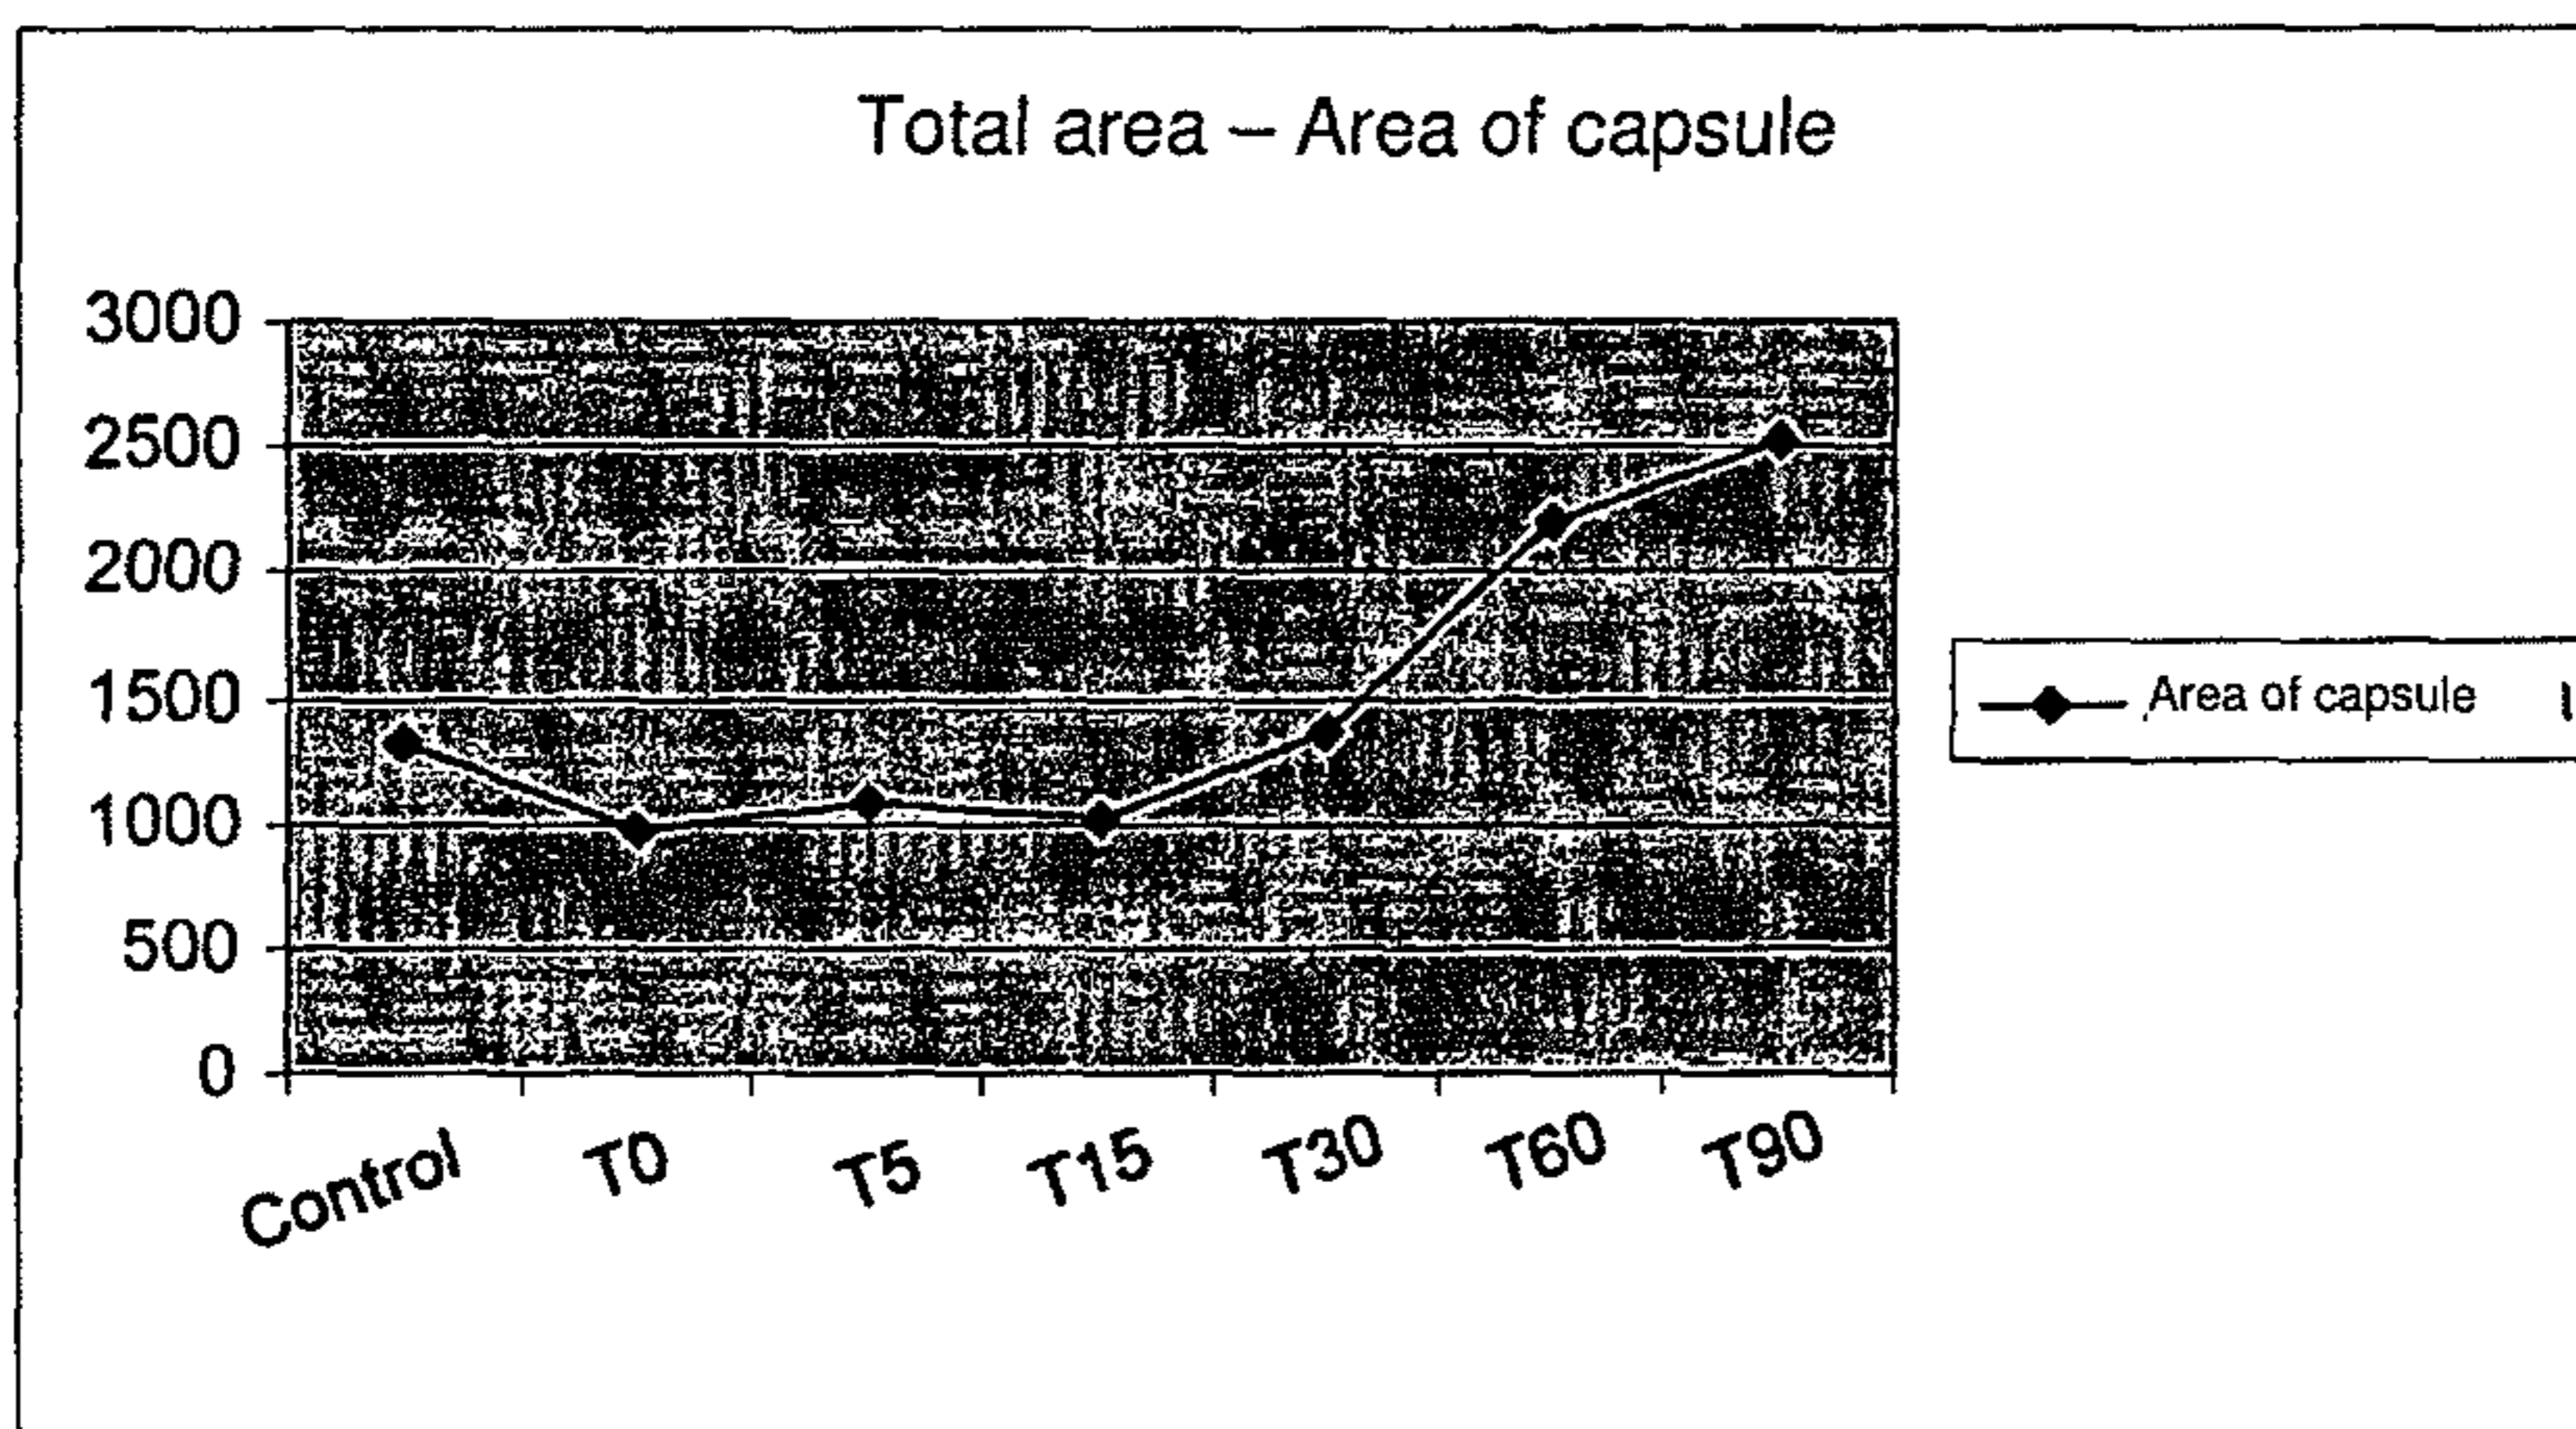 Total area – Area of capsule
3000
2500
2000
1500
1000
500
0
Area of capsule
Control T0 T5 T15 T30 T60 T90